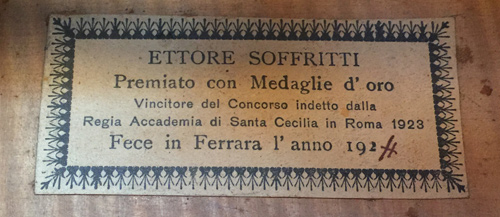 ETTORE SOFFRITTI
Premiato con Medaglie d'oro
Vincitore del Concorso indetto dalla
Regia Accademia di Santa Cecilia in Roma 1923
Fece in Ferrara l'anno 192